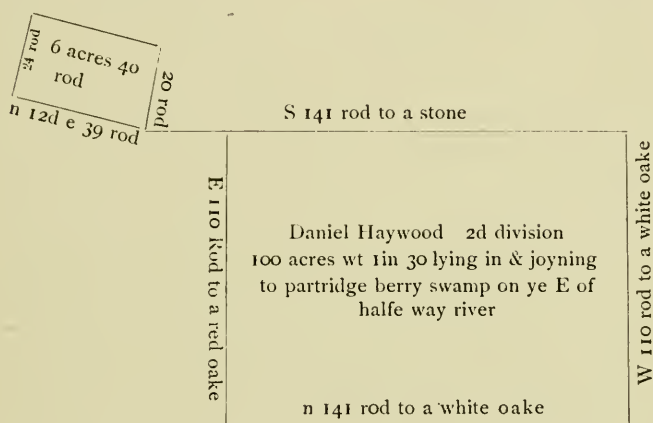 24 rod
6 acres 40
rod
20 rod
n 12d e 39 rod
S 141 rod to a stone
E 110 Rod to a red oake
Daniel Haywood 2d division
100 acres wt 1in 30 lying in & joyning
to partridge berry swamp on ye E of
halfe way river
W 110 rod to a white oake
n 141 rod to a white oake